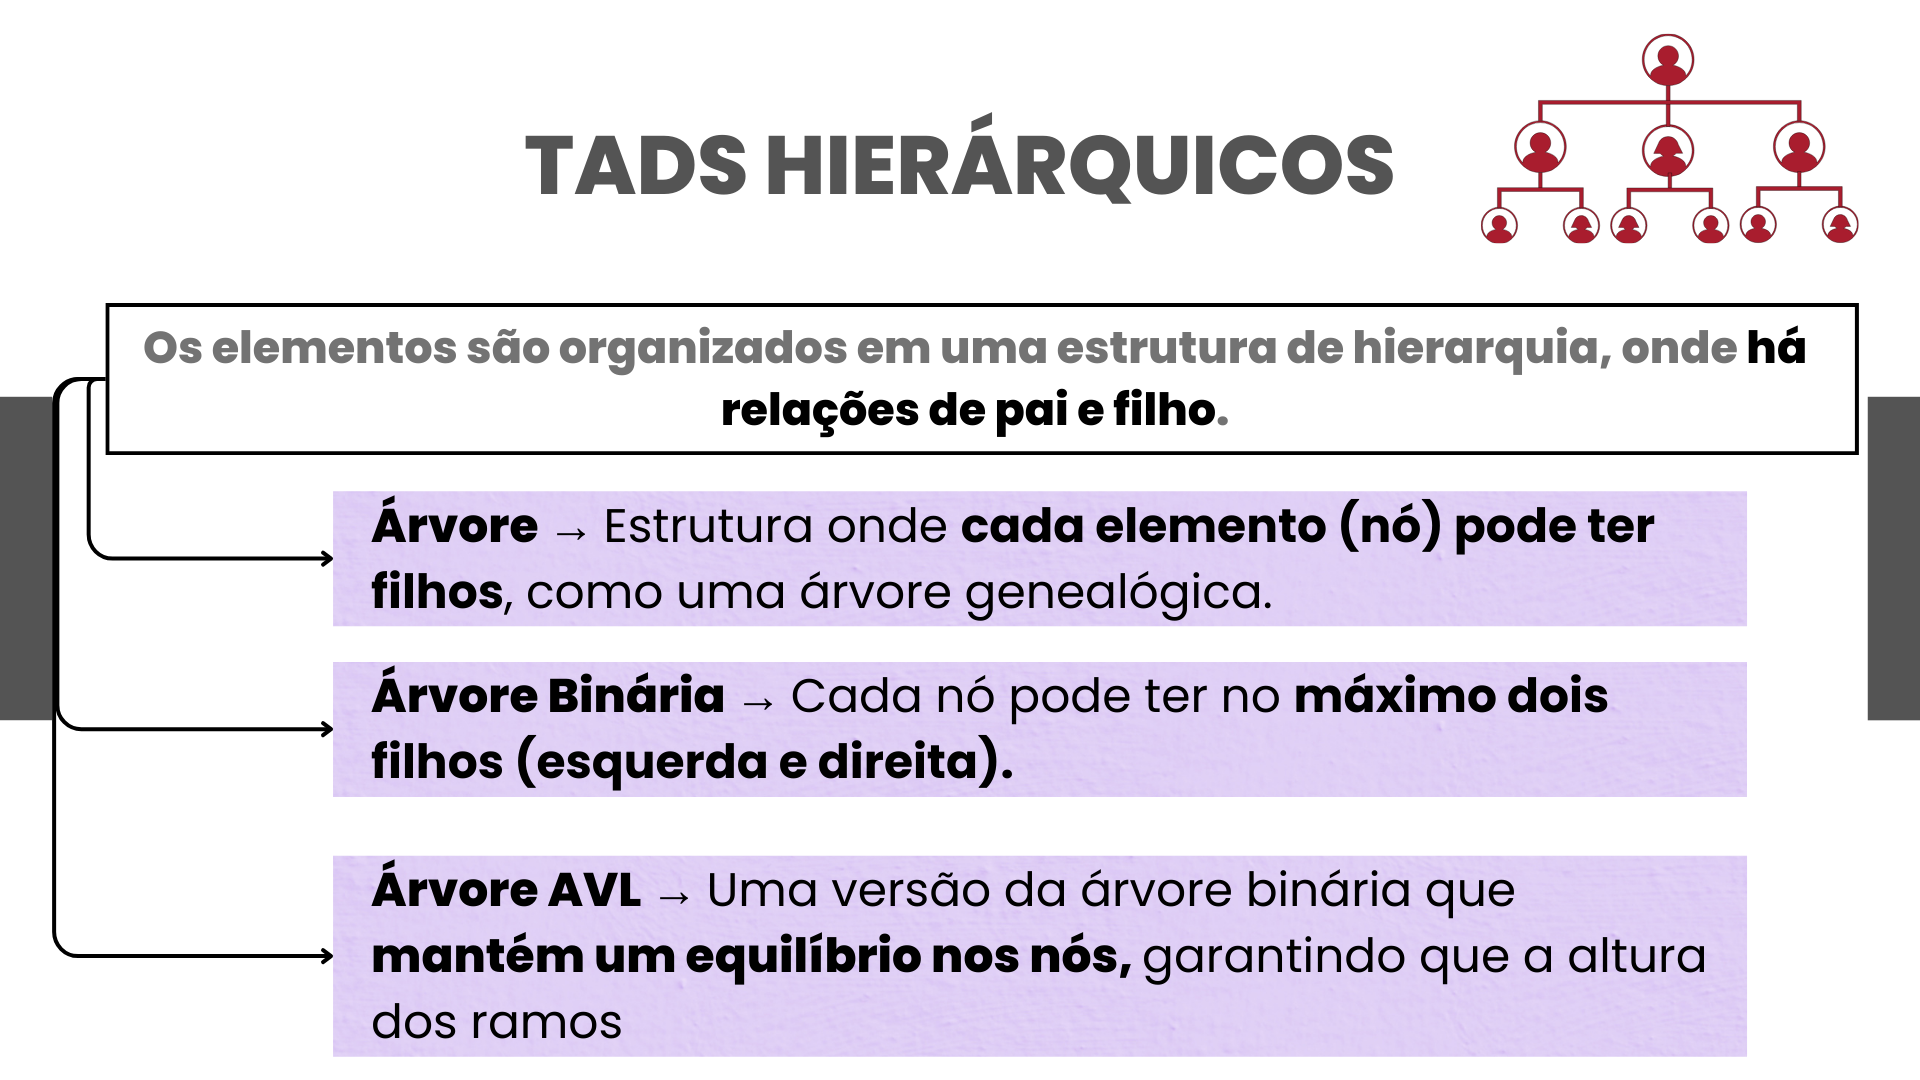 TADS HIERÁRQUICOS
Os elementos são organizados em uma estrutura de hierarquia, onde há
relações de pai e filho.
Árvore → Estrutura onde cada elemento (nó) pode ter
filhos, como uma árvore genealógica.
Árvore Binária → Cada nó pode ter no máximo dois
filhos (esquerda e direita).
Árvore AVL → Uma versão da árvore binária que
mantém um equilíbrio nos nós, garantindo que a altura
dos ramos